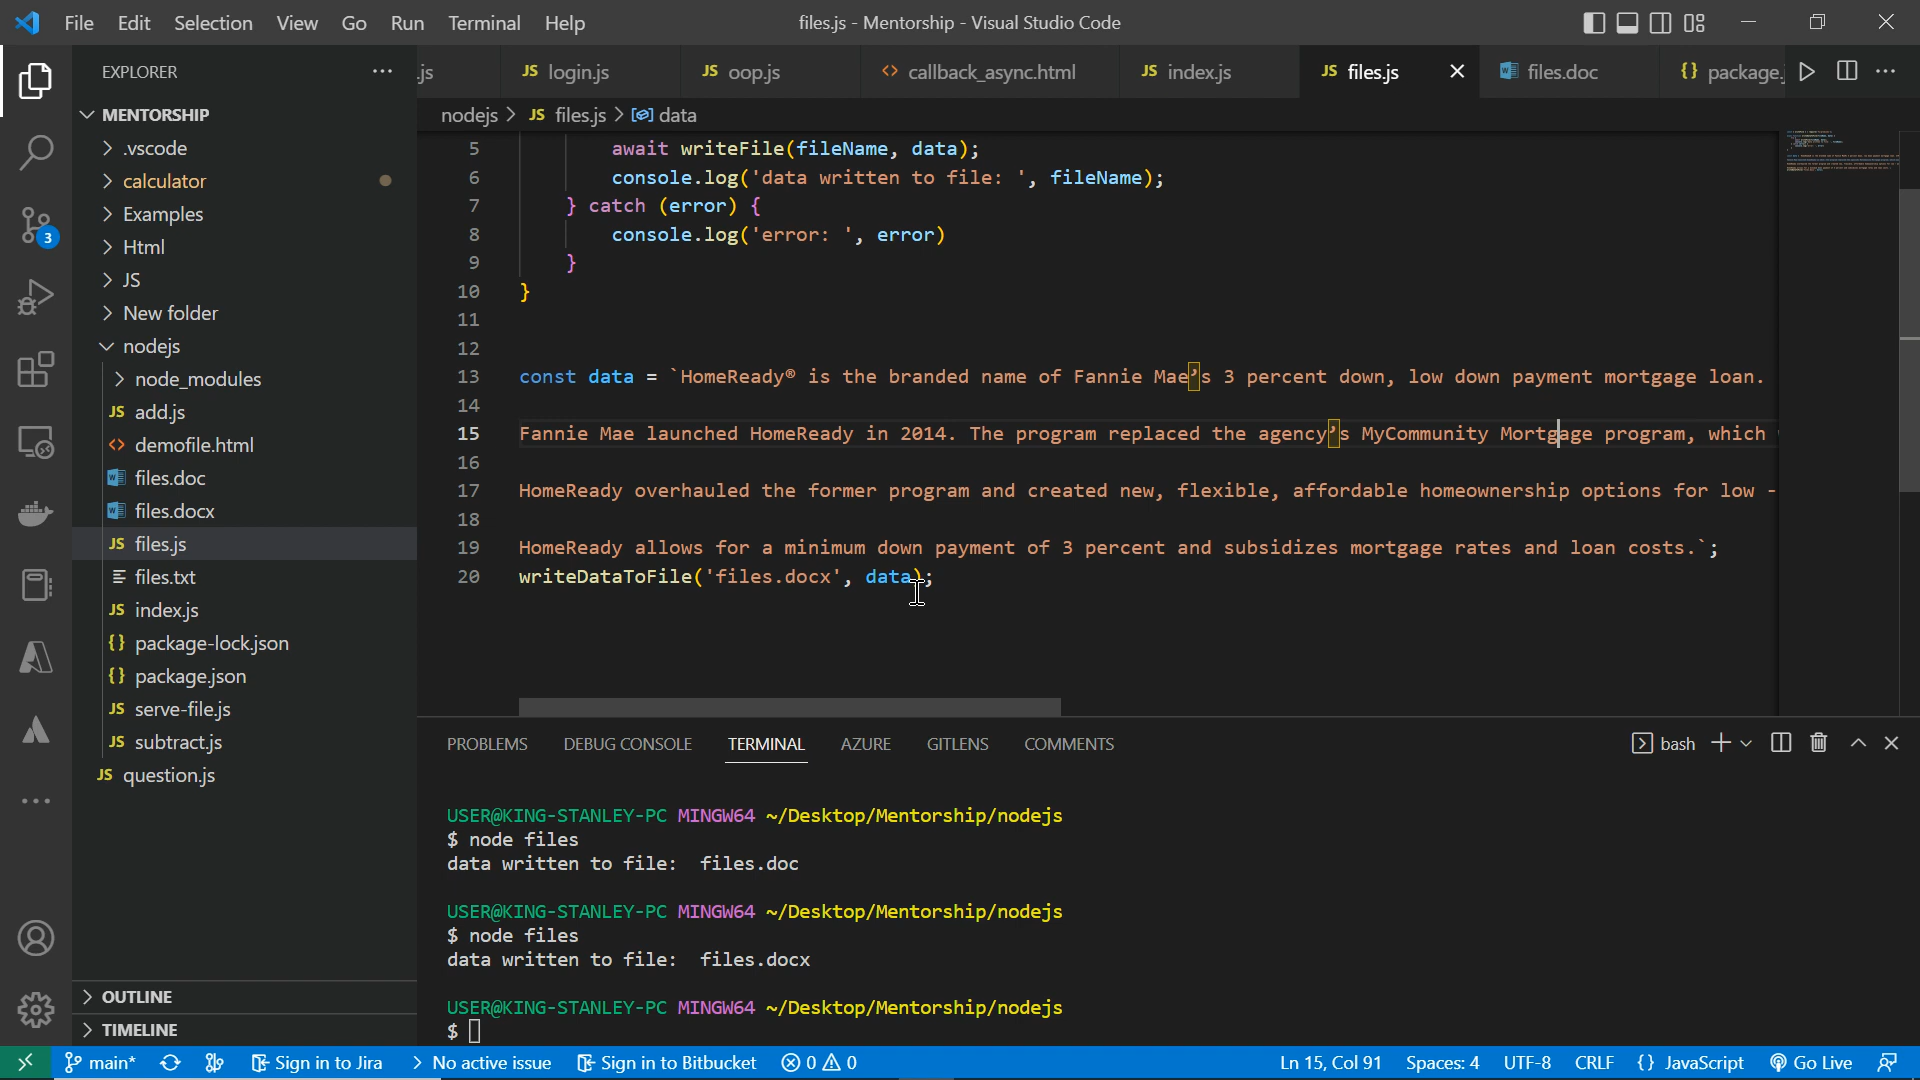 File Edit Selection View Go Run Terminal Help files.js - Mentorship - Visual Studio Code
EXPLORER
.js JS login.js JS oop.js <> callback_async.html JS index.js JS files.js files.doc {} package.j
nodejs > JS files.js > data
MENTORSHIP
.vscode
calculator
Examples
Html
JS
New folder
nodejs
node_modules
JS add.js
<> demofile.html
files.doc
files.docx
JS files.js
files.txt
JS index.js
{} package-lock.json
{} package.json
JS serve-file.js
JS subtract.js
JS question.js
OUTLINE
TIMELINE
3
5 await writeFile(fileName, data);
6 console.log('data written to file: ', fileName);
7 } catch (error) {
8 console.log('error: ', error)
9 }
10 }
11
12
13 const data = `HomeReady® is the branded name of Fannie Mae’s 3 percent down, low down payment mortgage loan.
14
15 Fannie Mae launched HomeReady in 2014. The program replaced the agency’s MyCommunity Mortgage program, which
16
17 HomeReady overhauled the former program and created new, flexible, affordable homeownership options for low -
18
19 HomeReady allows for a minimum down payment of 3 percent and subsidizes mortgage rates and loan costs.`;
20 writeDataToFile('files.docx', data);
PROBLEMS DEBUG CONSOLE TERMINAL AZURE GITLENS COMMENTS bash
USER@KING-STANLEY-PC MINGW64 ~/Desktop/Mentorship/nodejs
$ node files
data written to file:  files.doc
USER@KING-STANLEY-PC MINGW64 ~/Desktop/Mentorship/nodejs
$ node files
data written to file:  files.docx
USER@KING-STANLEY-PC MINGW64 ~/Desktop/Mentorship/nodejs
$
main* Sign in to Jira > No active issue Sign in to Bitbucket 0 0 Ln 15, Col 91 Spaces: 4 UTF-8 CRLF {} JavaScript Go Live